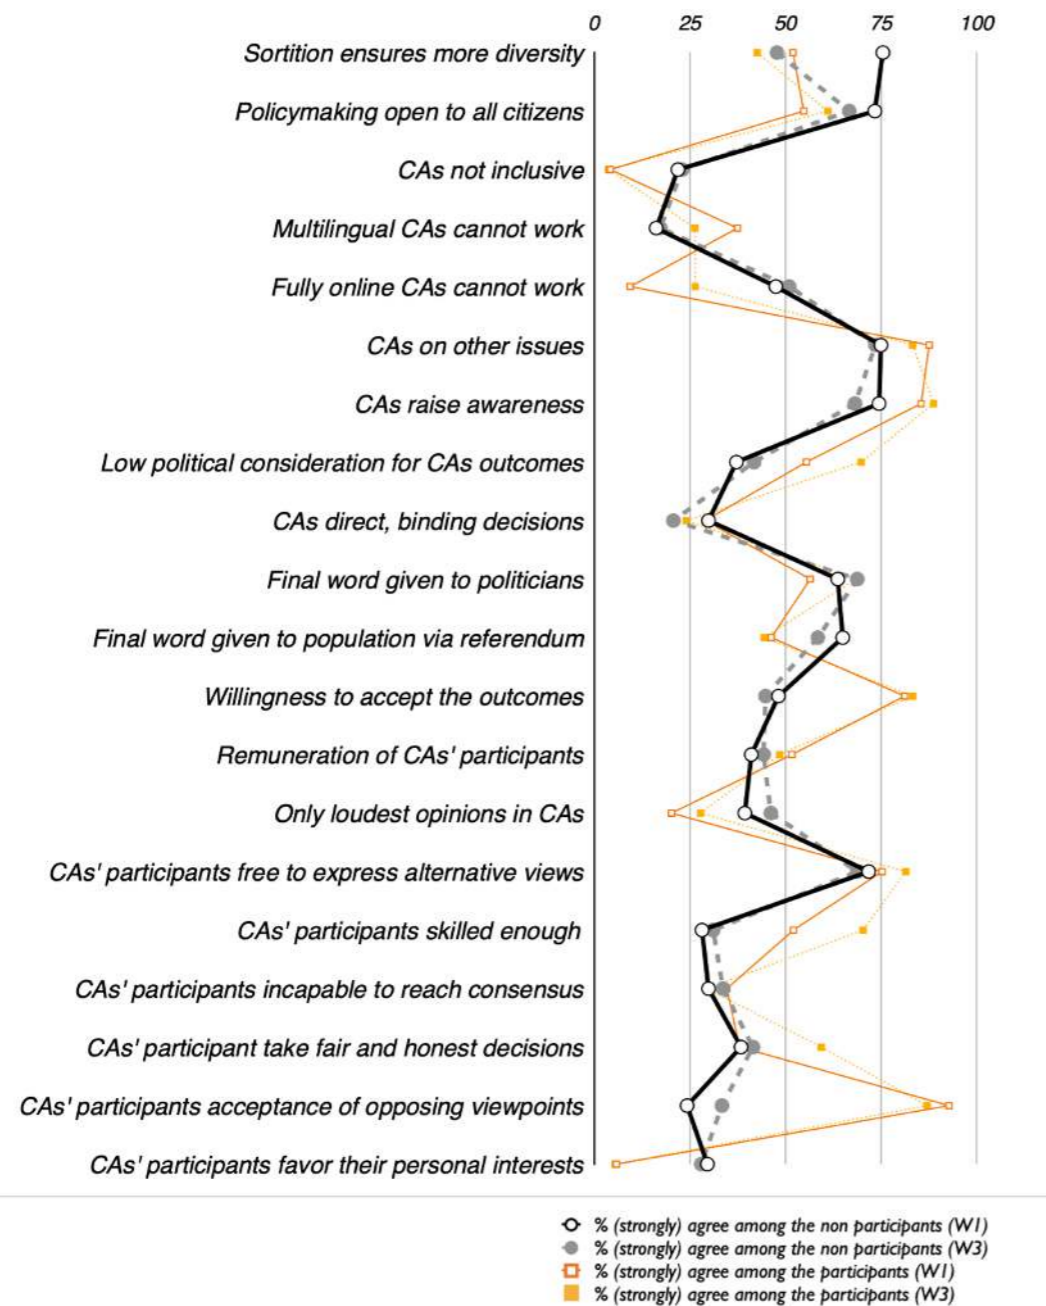 0 25 50 75 100
Sortition ensures more diversity
Policymaking open to all citizens
CAs not inclusive
Multilingual CAs cannot work
Fully online CAs cannot work
CAs on other issues
CAs raise awareness
Low political consideration for CAs outcomes
CAs direct, binding decisions
Final word given to politicians
Final word given to population via referendum
Willingness to accept the outcomes
Remuneration of CAs' participants
Only loudest opinions in CAs
CAs' participants free to express alternative views
CAs' participants skilled enough
CAs' participants incapable to reach consensus
CAs' participant take fair and honest decisions
CAs' participants acceptance of opposing viewpoints
CAs' participants favor their personal interests
% (strongly) agree among the non participants (W1)
% (strongly) agree among the non participants (W3)
% (strongly) agree among the participants (W1)
% (strongly) agree among the participants (W3)